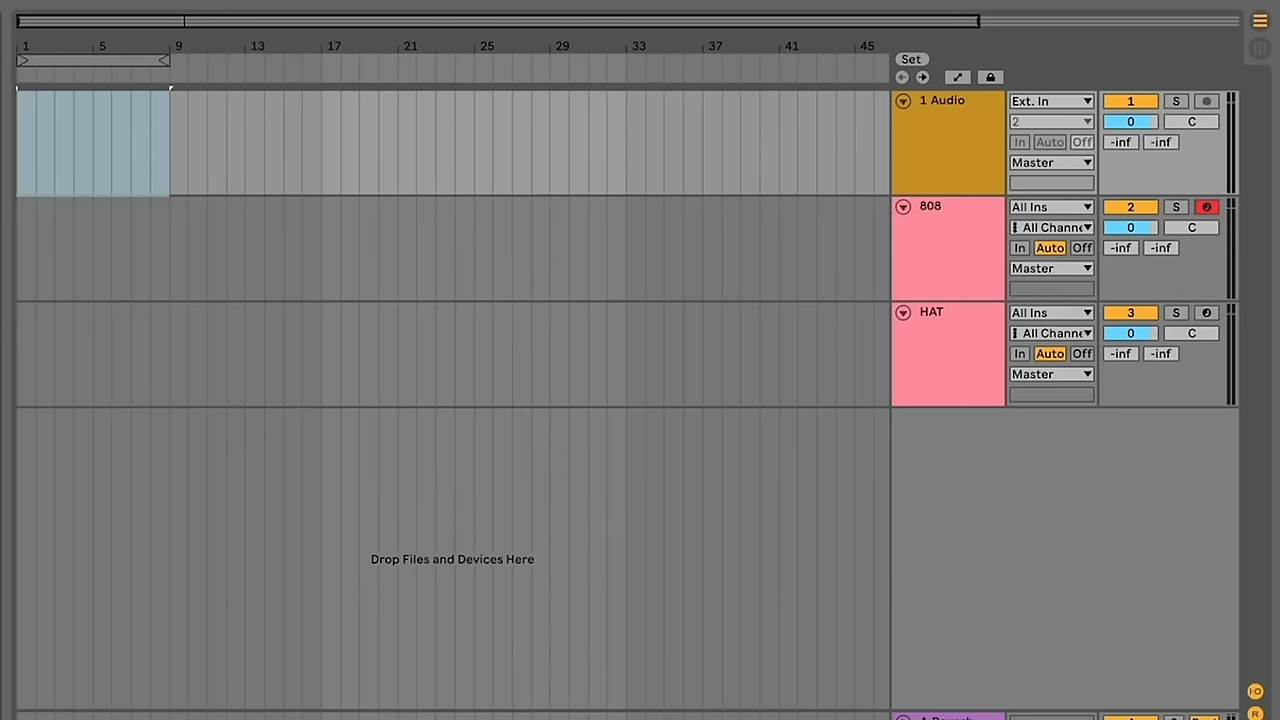 1 5 9 13 17 21 25 29 33 37 41 45
Set
1 Audio
Ext. In
1 S
2
0 C
In Auto Off
-inf -inf
Master
808
All Ins
2 S
All Channe
0 C
In Auto Off
-inf -inf
Master
HAT
All Ins
3 S
All Channe
0 C
In Auto Off
-inf -inf
Master
Drop Files and Devices Here
I·O
R